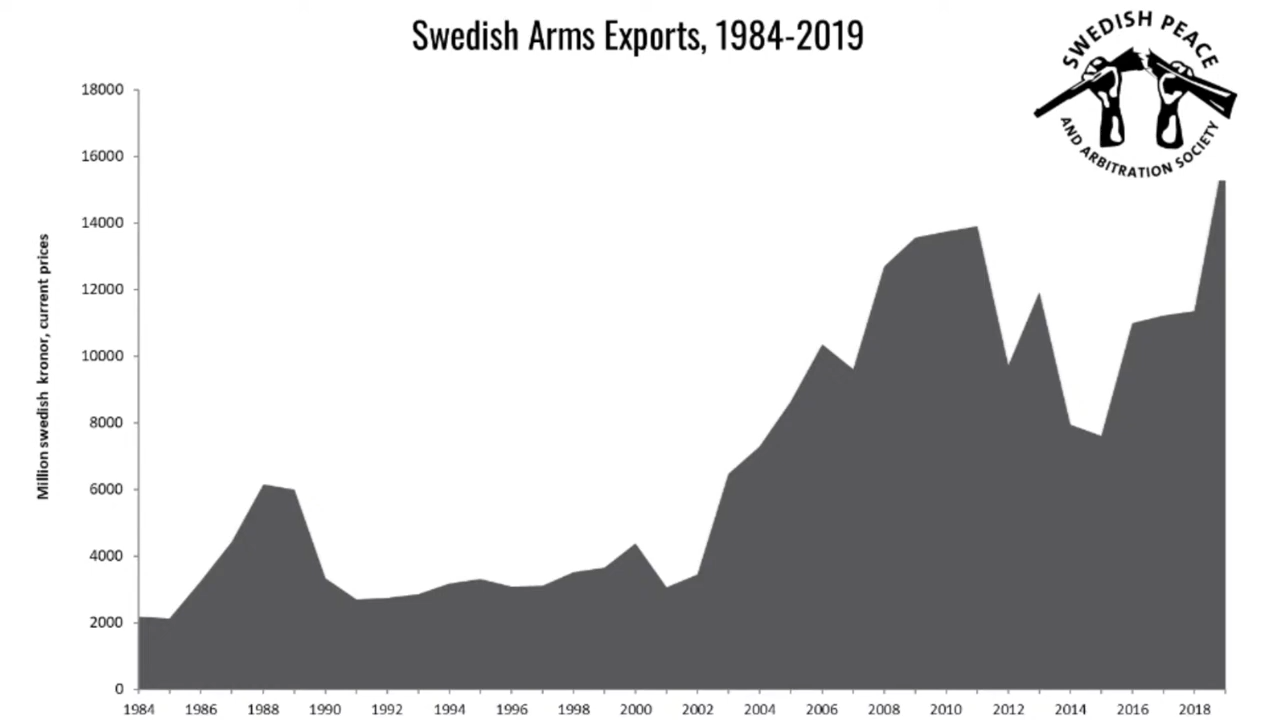 Swedish Arms Exports, 1984-2019
SWEDISH PEACE
AND ARBITRATION SOCIETY
Million swedish kronor, current prices
18000
16000
14000
12000
10000
8000
6000
4000
2000
0
1984 1986 1988 1990 1992 1994 1996 1998 2000 2002 2004 2006 2008 2010 2012 2014 2016 2018